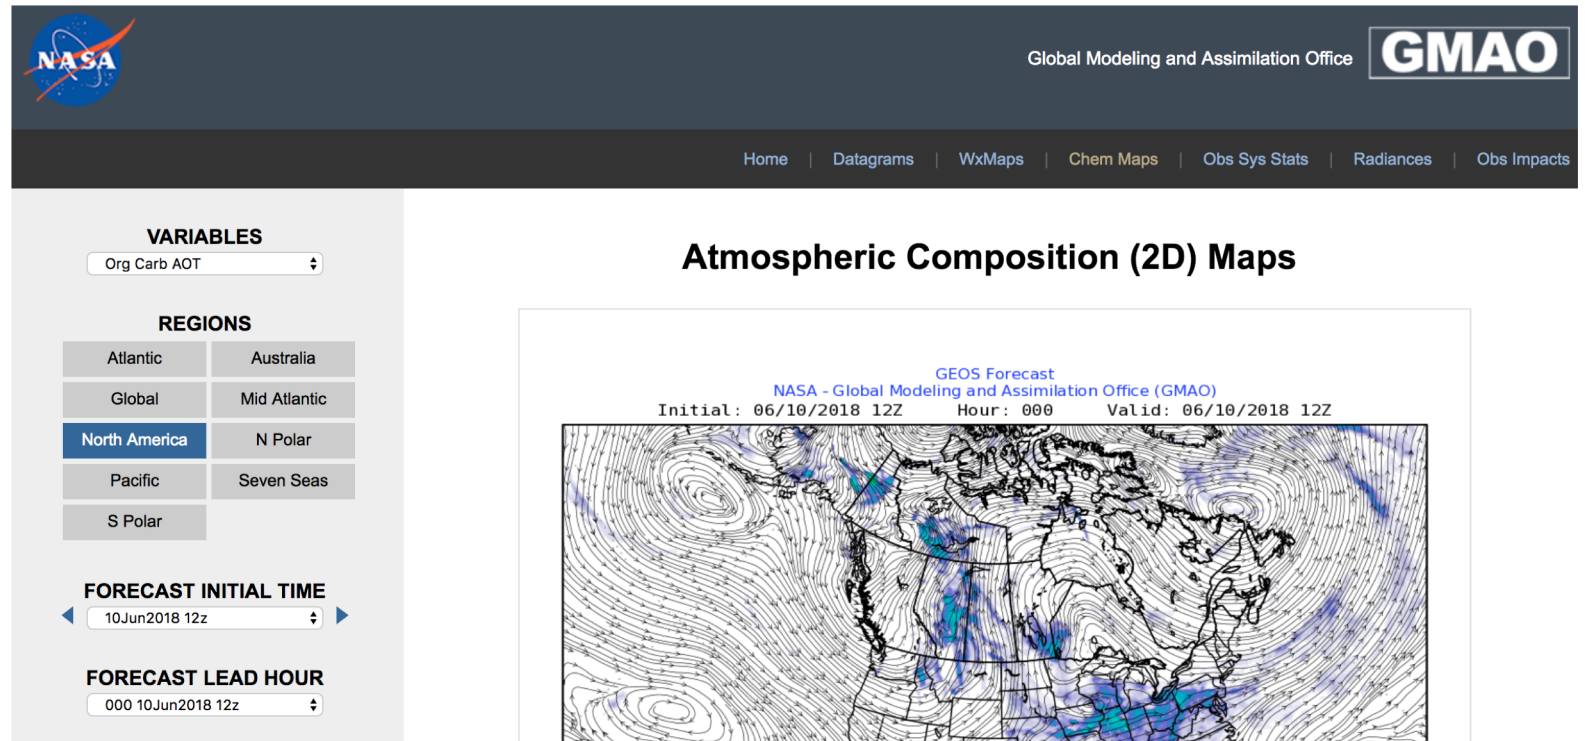 NASA
Global Modeling and Assimilation Office GMAO
Home | Datagrams | WxMaps | Chem Maps | Obs Sys Stats | Radiances | Obs Impacts
VARIABLES
Org Carb AOT
REGIONS
Atlantic Australia
Global Mid Atlantic
North America N Polar
Pacific Seven Seas
S Polar
FORECAST INITIAL TIME
10Jun2018 12z
FORECAST LEAD HOUR
000 10Jun2018 12z
Atmospheric Composition (2D) Maps
GEOS Forecast
NASA - Global Modeling and Assimilation Office (GMAO)
Initial: 06/10/2018 12Z Hour: 000 Valid: 06/10/2018 12Z